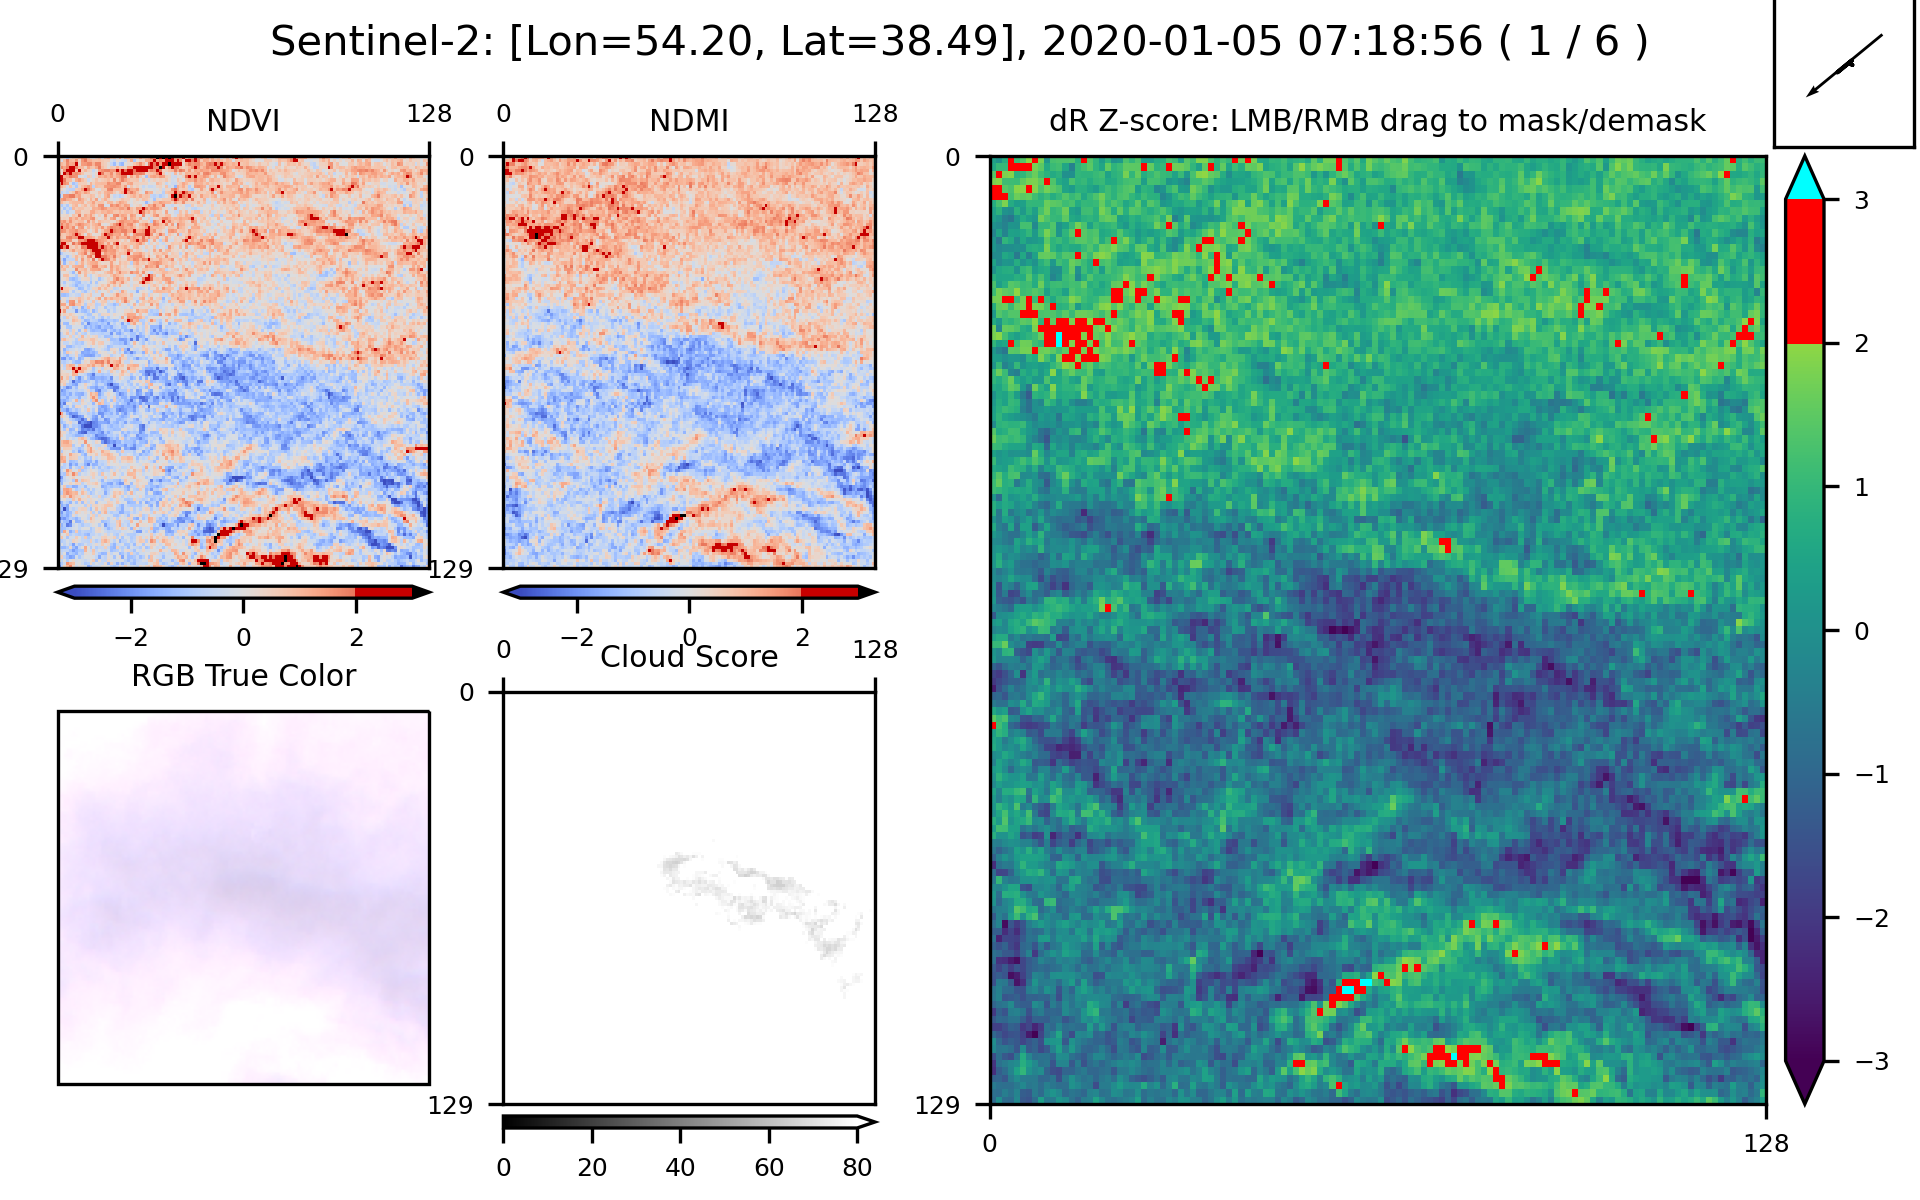 Sentinel-2: [Lon=54.20, Lat=38.49], 2020-01-05 07:18:56 ( 1 / 6 )
0 128
NDVI
0
29
−2 0 2
0 128
NDMI
0
129
−2 0 2
dR Z-score: LMB/RMB drag to mask/demask
0
129
0 128
3
2
1
0
−1
−2
−3
RGB True Color
0 128
Cloud Score
0
129
0 20 40 60 80